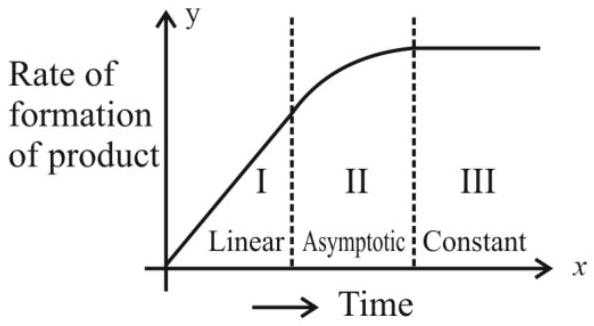 y
Rate of
formation
of product
I II III
Linear Asymptotic Constant
x
Time